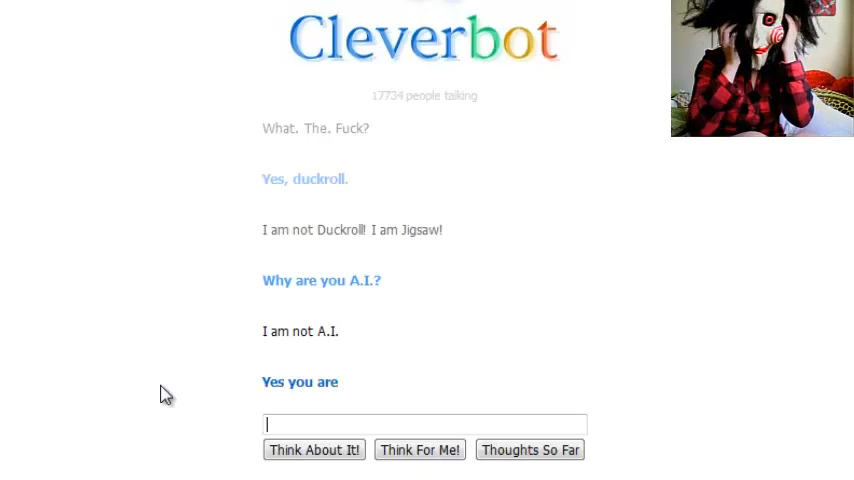 Cleverbot
17734 people talking
What. The. Fuck?
Yes, duckroll.
I am not Duckroll! I am Jigsaw!
Why are you A.I.?
I am not A.I.
Yes you are
Think About It! Think For Me! Thoughts So Far